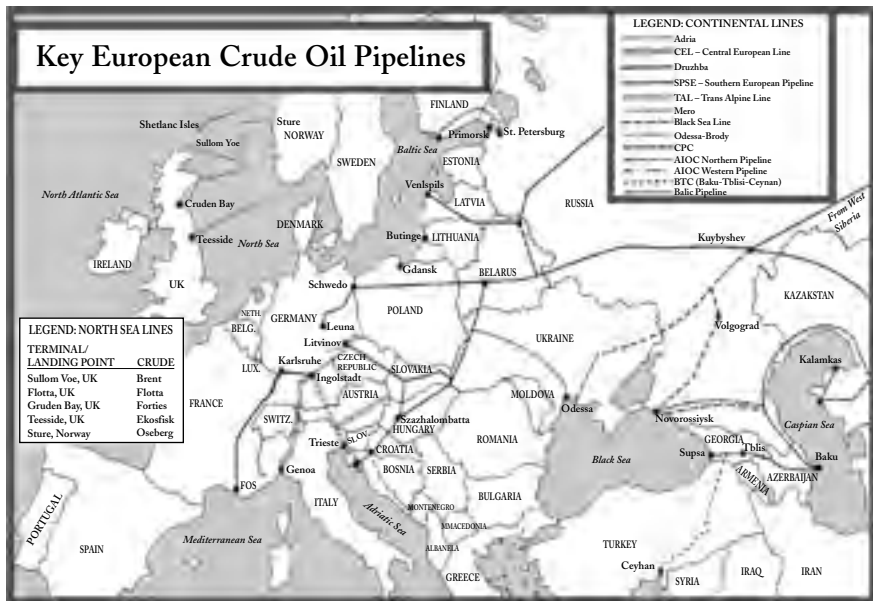 Key European Crude Oil Pipelines
LEGEND: CONTINENTAL LINES
Adria
CEL – Central European Line
Druzhba
SPSE – Southern European Pipeline
TAL – Trans Alpine Line
Mero
Black Sea Line
Odessa-Brody
CPC
AIOC Northern Pipeline
AIOC Western Pipeline
BTC (Baku-Tblisi-Ceynan)
Balic Pipeline
FINLAND
Shetlanc Isles
Sture
NORWAY
Primorsk
St. Petersburg
Sullom Yoe
Baltic Sea
SWEDEN
ESTONIA
Venlspils
North Atlantic Sea
Cruden Bay
LATVIA
RUSSIA
From West
Siberia
DENMARK
Teesside
North Sea
Butinge
LITHUANIA
Kuybyshev
IRELAND
Gdansk
BELARUS
UK
Schwedo
KAZAKSTAN
NETH.
GERMANY
POLAND
BELG.
Leuna
Volgograd
UKRAINE
LEGEND: NORTH SEA LINES
TERMINAL/
LANDING POINT CRUDE
Sullom Voe, UK Brent
Flotta, UK Flotta
Gruden Bay, UK Forties
Teesside, UK Ekosfisk
Sture, Norway Oseberg
Litvinov
LUX.
Karlsruhe
CZECH
REPUBLIC
SLOVAKIA
Kalamkas
Ingolstadt
AUSTRIA
MOLDOVA
Odessa
FRANCE
SWITZ.
Szazhalombatta
HUNGARY
Novorossiysk
Caspian Sea
Trieste
SLOV.
CROATIA
ROMANIA
GEORGIA
Supsa
Tblis.
Black Sea
Baku
Genoa
BOSNIA
SERBIA
ARMENIA
AZERBAIJAN
FOS
ITALY
BULGARIA
MONTENEGRO
Adriatic Sea
PORTUGAL
MMACEDONIA
Mediterranean Sea
SPAIN
ALBANELA
TURKEY
Ceyhan
GREECE
SYRIA
IRAQ
IRAN